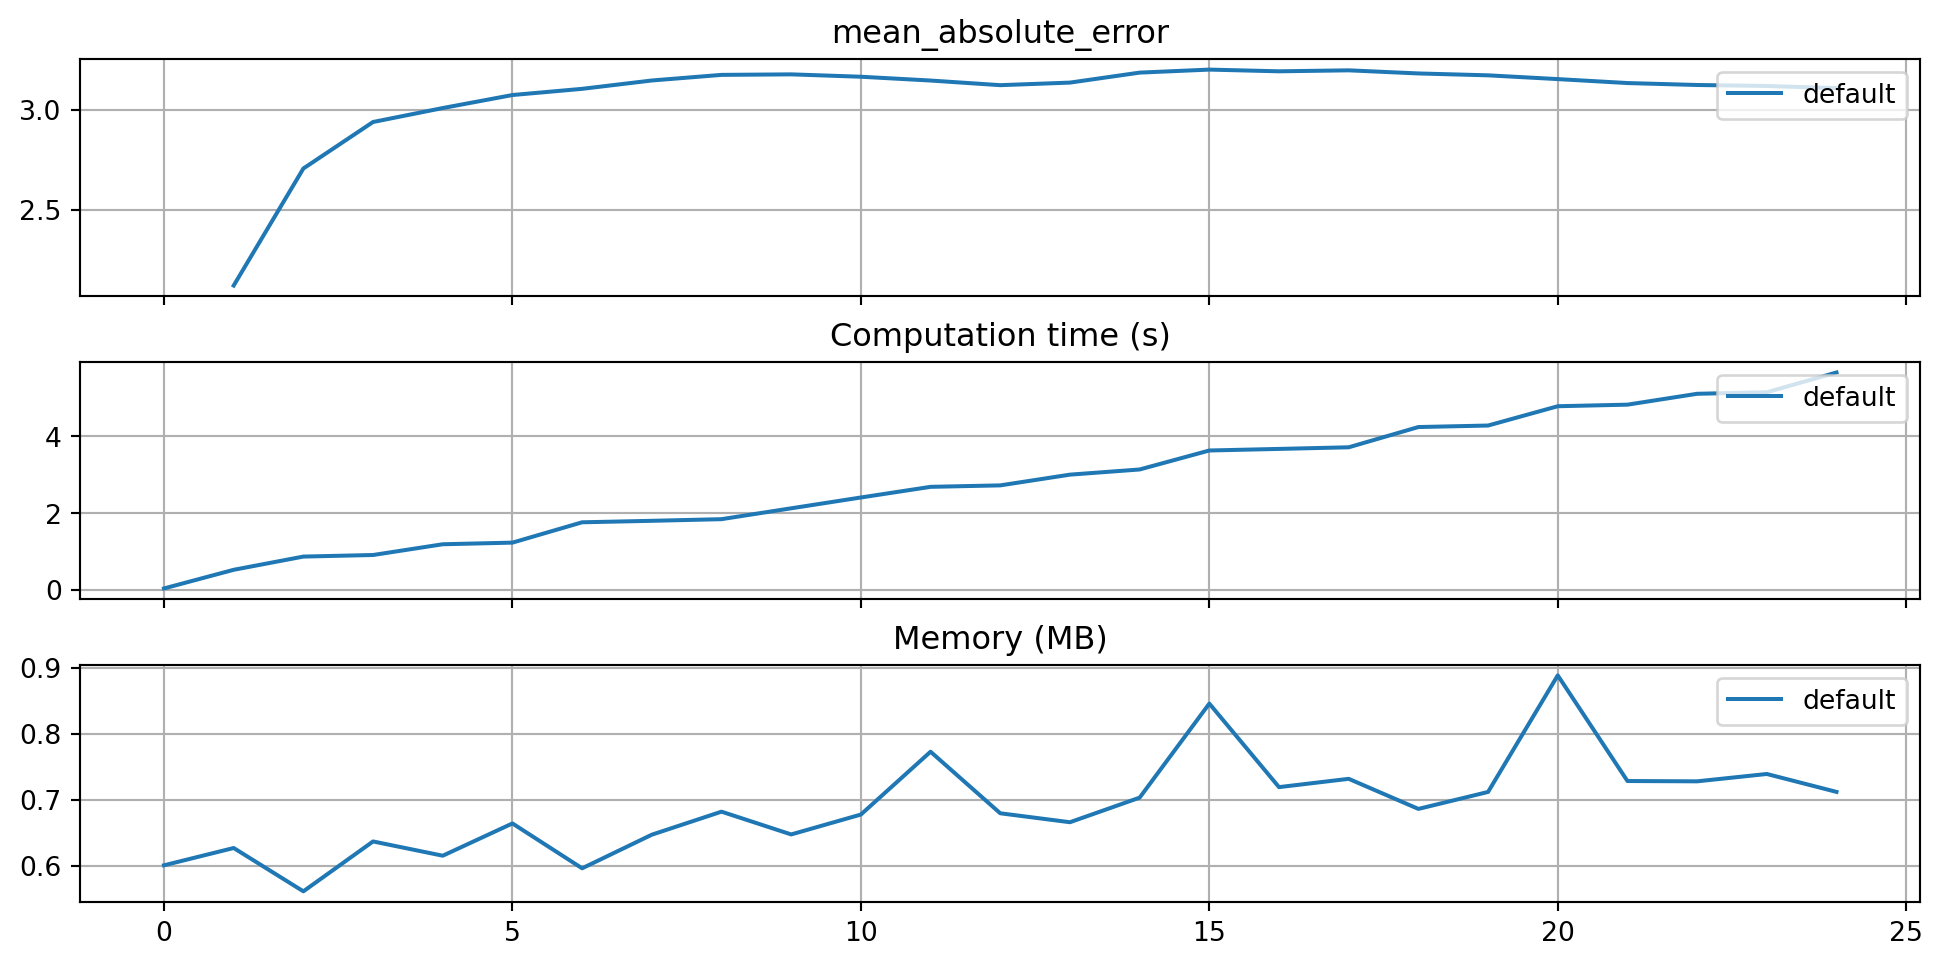 mean_absolute_error
3.0
2.5
default
Computation time (s)
4
2
0
default
Memory (MB)
0.9
0.8
0.7
0.6
default
0 5 10 15 20 25